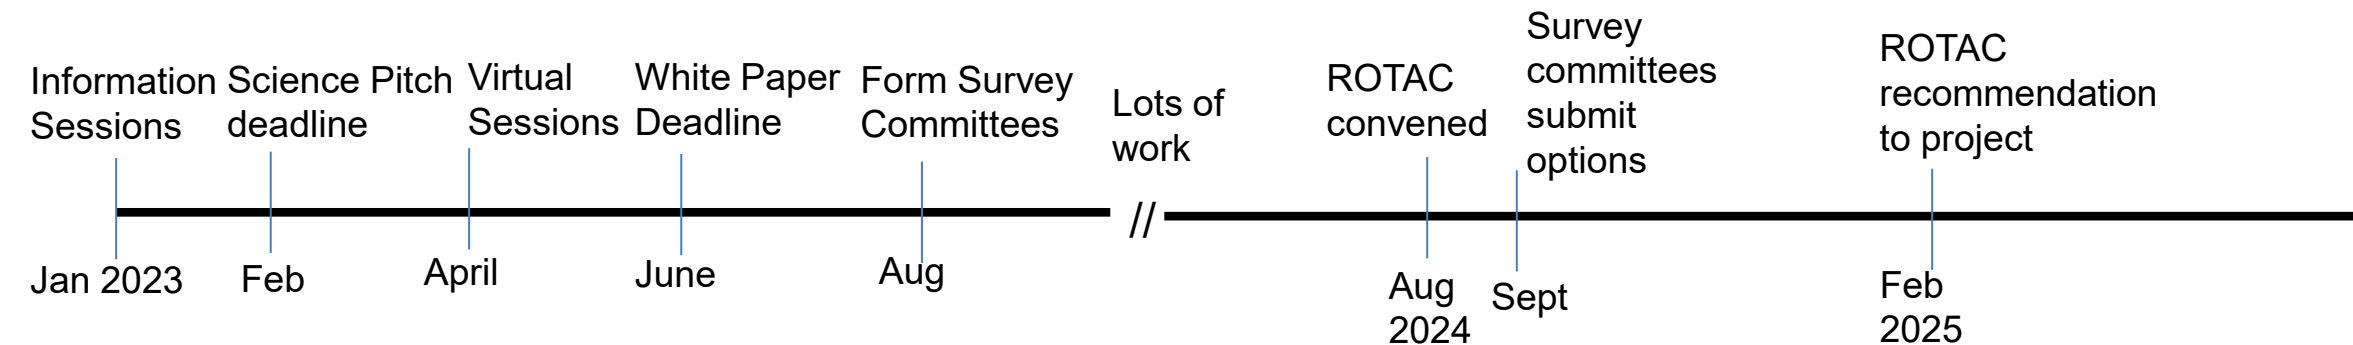 Information
Sessions
Science Pitch
deadline
Virtual
Sessions
White Paper
Deadline
Form Survey
Committees
Lots of
work
ROTAC
convened
Survey
committees
submit
options
ROTAC
recommendation
to project
//
Jan 2023
Feb
April
June
Aug
Aug
2024
Sept
Feb
2025